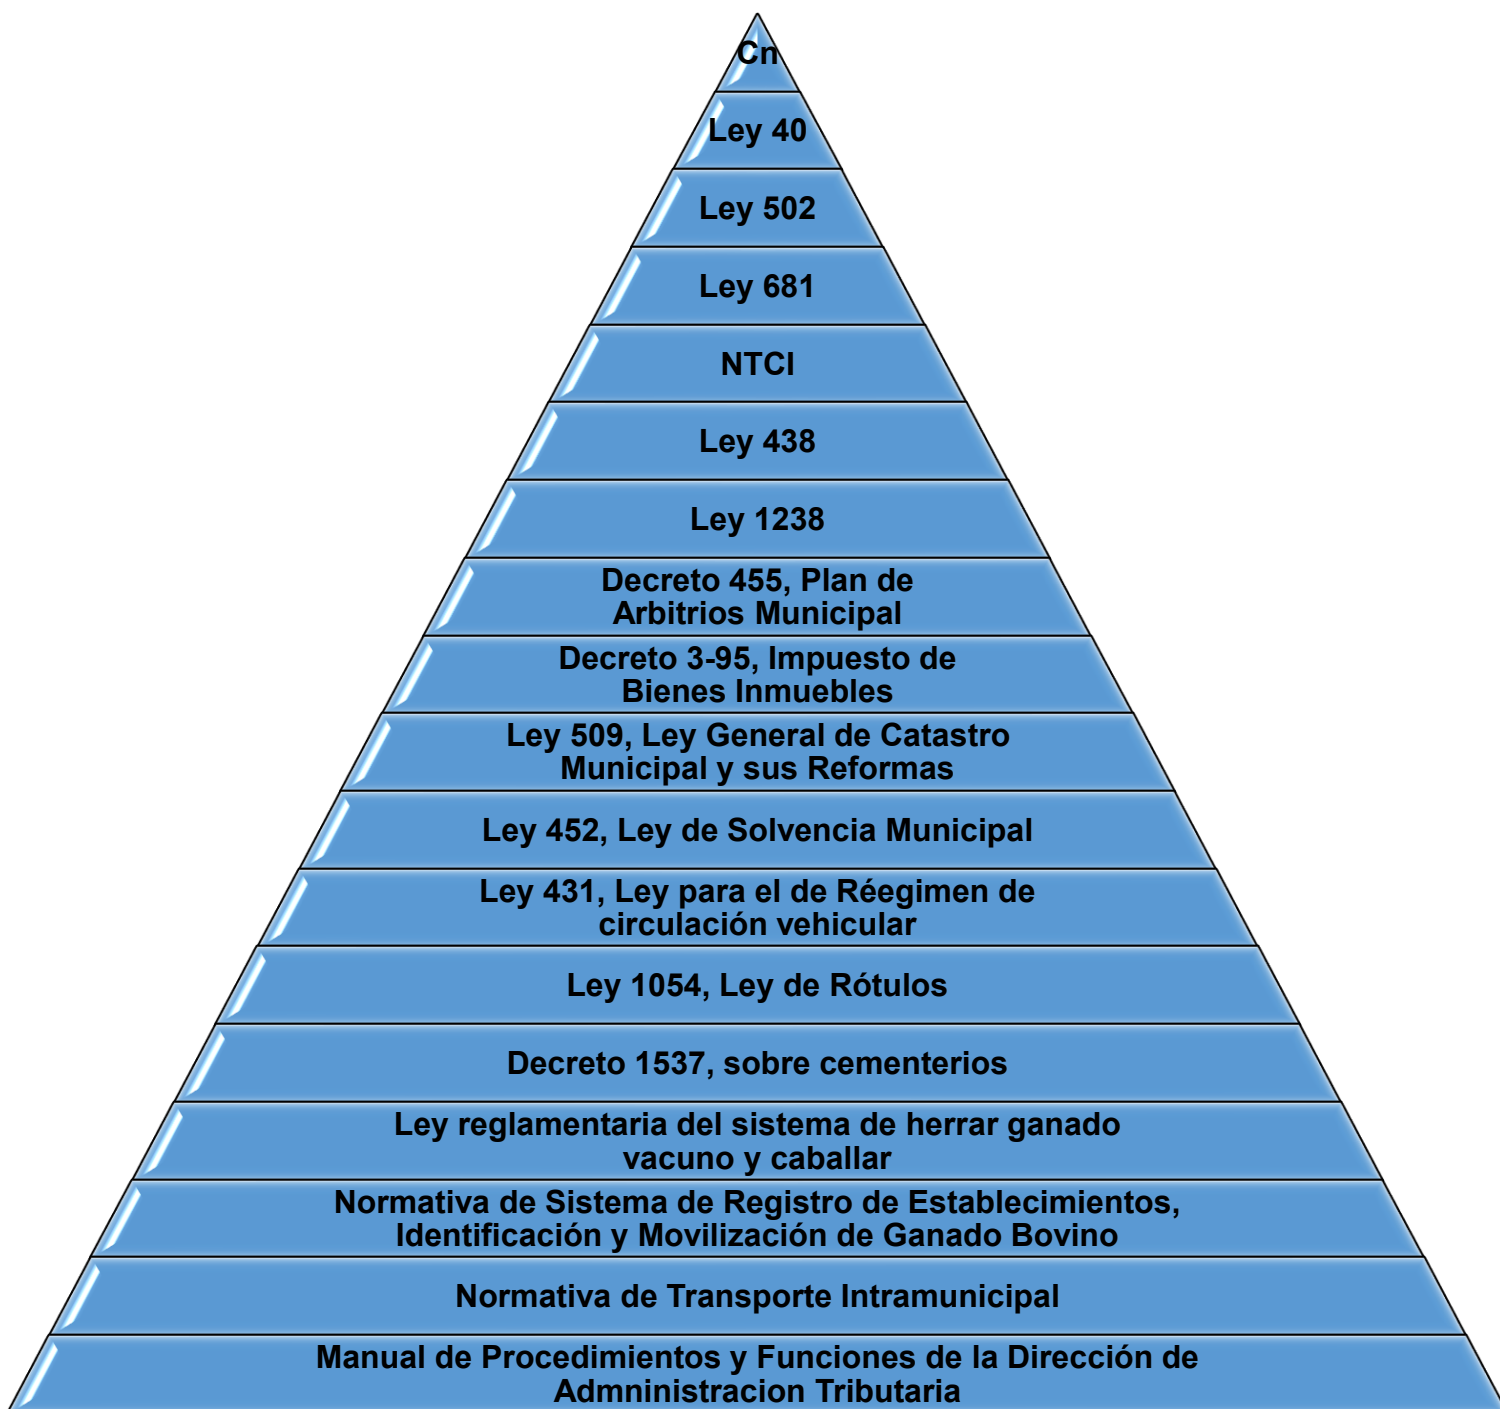 Cn
Ley 40
Ley 502
Ley 681
NTCI
Ley 438
Ley 1238
Decreto 455, Plan de
Arbitrios Municipal
Decreto 3-95, Impuesto de
Bienes Inmuebles
Ley 509, Ley General de Catastro
Municipal y sus Reformas
Ley 452, Ley de Solvencia Municipal
Ley 431, Ley para el de Réegimen de
circulación vehicular
Ley 1054, Ley de Rótulos
Decreto 1537, sobre cementerios
Ley reglamentaria del sistema de herrar ganado
vacuno y caballar
Normativa de Sistema de Registro de Establecimientos,
Identificación y Movilización de Ganado Bovino
Normativa de Transporte Intramunicipal
Manual de Procedimientos y Funciones de la Dirección de
Admninistracion Tributaria